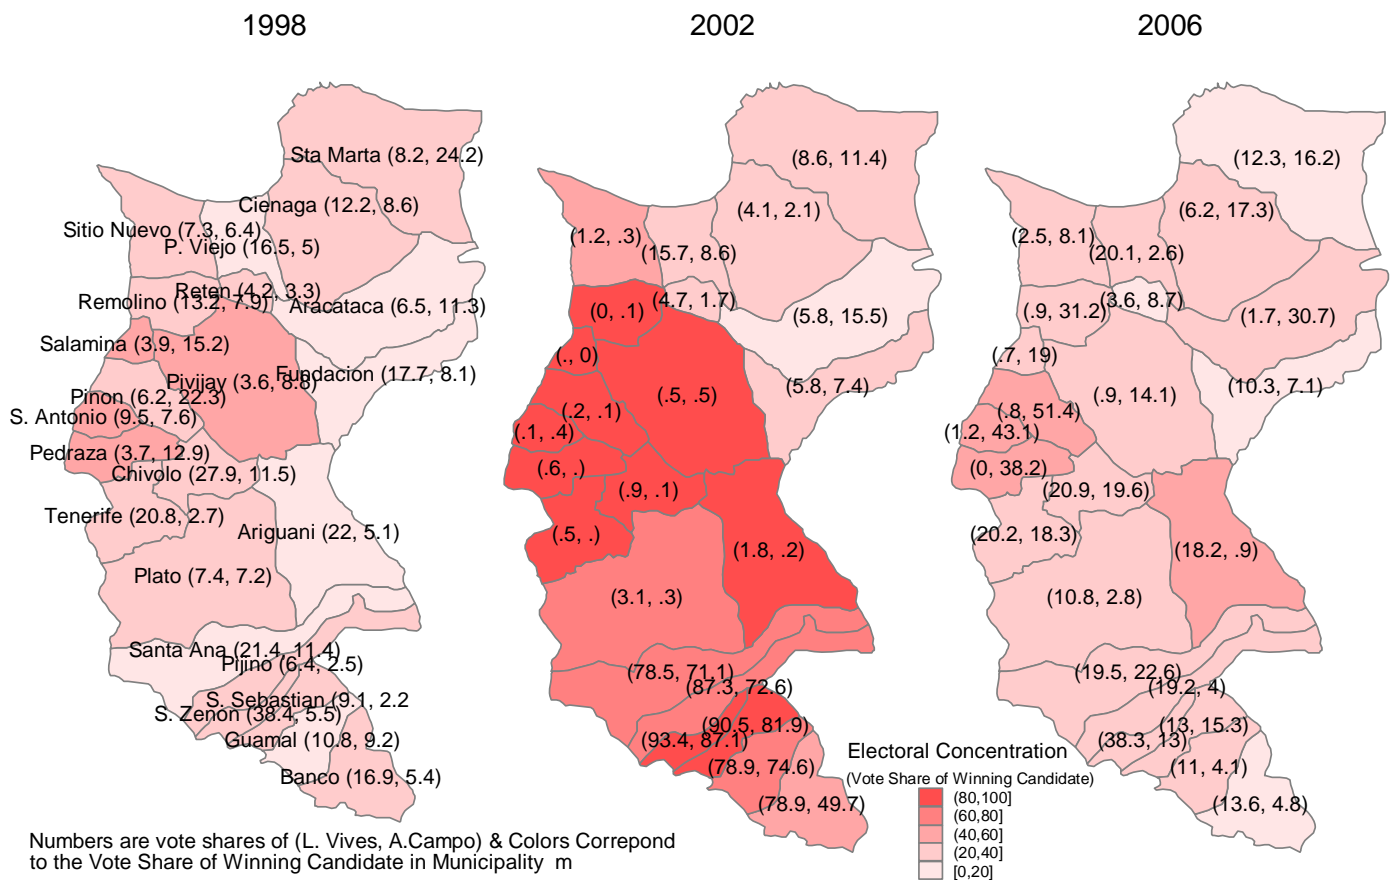 1998
2002
2006
Sta Marta (8.2, 24.2)
Cienaga (12.2, 8.6)
Sitio Nuevo (7.3, 6.4)
P. Viejo (16.5, 5)
Reten (4.2, 3.3)
Remolino (13.2, 7.9)
Aracataca (6.5, 11.3)
Salamina (3.9, 15.2)
Fundacion (17.7, 8.1)
Pivijay (3.6, 8.8)
Pinon (6.2, 22.3)
S. Antonio (9.5, 7.6)
Pedraza (3.7, 12.9)
Chivolo (27.9, 11.5)
Tenerife (20.8, 2.7)
Ariguani (22, 5.1)
Plato (7.4, 7.2)
Santa Ana (21.4, 11.4)
Pijino (6.4, 2.5)
S. Sebastian (9.1, 2.2
S. Zenon (38.4, 5.5)
Guamal (10.8, 9.2)
Banco (16.9, 5.4)
(8.6, 11.4)
(4.1, 2.1)
(1.2, .3)
(15.7, 8.6)
(4.7, 1.7)
(0, .1)
(5.8, 15.5)
(., 0)
(5.8, 7.4)
(.5, .5)
(.2, .1)
(.1, .4)
(.6, .)
(.9, .1)
(.5, .)
(1.8, .2)
(3.1, .3)
(78.5, 71.1)
(87.3, 72.6)
(90.5, 81.9)
(93.4, 87.1)
(78.9, 74.6)
(78.9, 49.7)
(12.3, 16.2)
(6.2, 17.3)
(2.5, 8.1)
(20.1, 2.6)
(3.6, 8.7)
(.9, 31.2)
(1.7, 30.7)
(.7, 19)
(10.3, 7.1)
(.9, 14.1)
(.8, 51.4)
(1.2, 43.1)
(0, 38.2)
(20.9, 19.6)
(20.2, 18.3)
(18.2, .9)
(10.8, 2.8)
(19.5, 22.6)
(19.2, 4)
(13, 15.3)
(38.3, 13)
(11, 4.1)
(13.6, 4.8)
Electoral Concentration
(Vote Share of Winning Candidate)
(80,100]
(60,80]
(40,60]
(20,40]
[0,20]
Numbers are vote shares of (L. Vives, A.Campo) & Colors Correpond
to the Vote Share of Winning Candidate in Municipality m